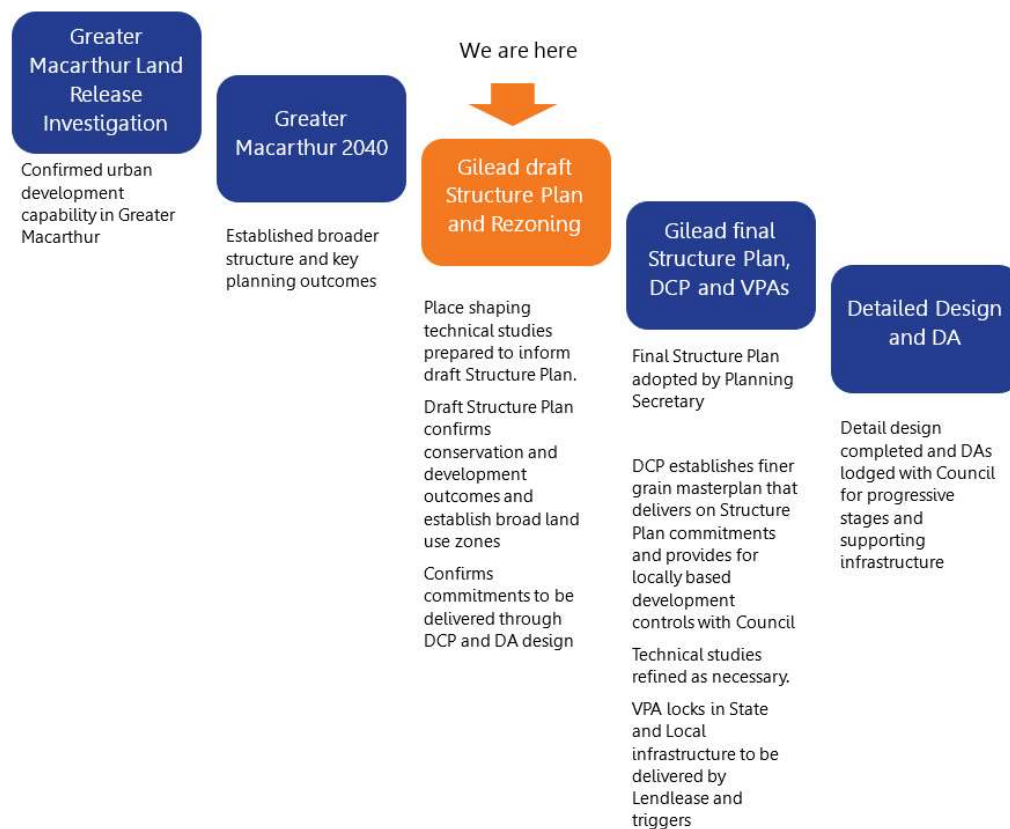 Greater
Macarthur Land
Release
Investigation
Confirmed urban
development
capability in Greater
Macarthur
Greater
Macarthur 2040
Established broader
structure and key
planning outcomes
We are here
Gilead draft
Structure Plan
and Rezoning
Place shaping
technical studies
prepared to inform
draft Structure Plan.
Draft Structure Plan
confirms
conservation and
development
outcomes and
establish broad land
use zones
Confirms
commitments to be
delivered through
DCP and DA design
Gilead final
Structure Plan,
DCP and VPAs
Final Structure Plan
adopted by Planning
Secretary
DCP establishes finer
grain masterplan that
delivers on Structure
Plan commitments
and provides for
locally based
development
controls with Council
Technical studies
refined as necessary.
VPA locks in State
and Local
infrastructure to be
delivered by
Lendlease and
triggers
Detailed Design
and DA
Detail design
completed and DAs
lodged with Council
for progressive
stages and
supporting
infrastructure